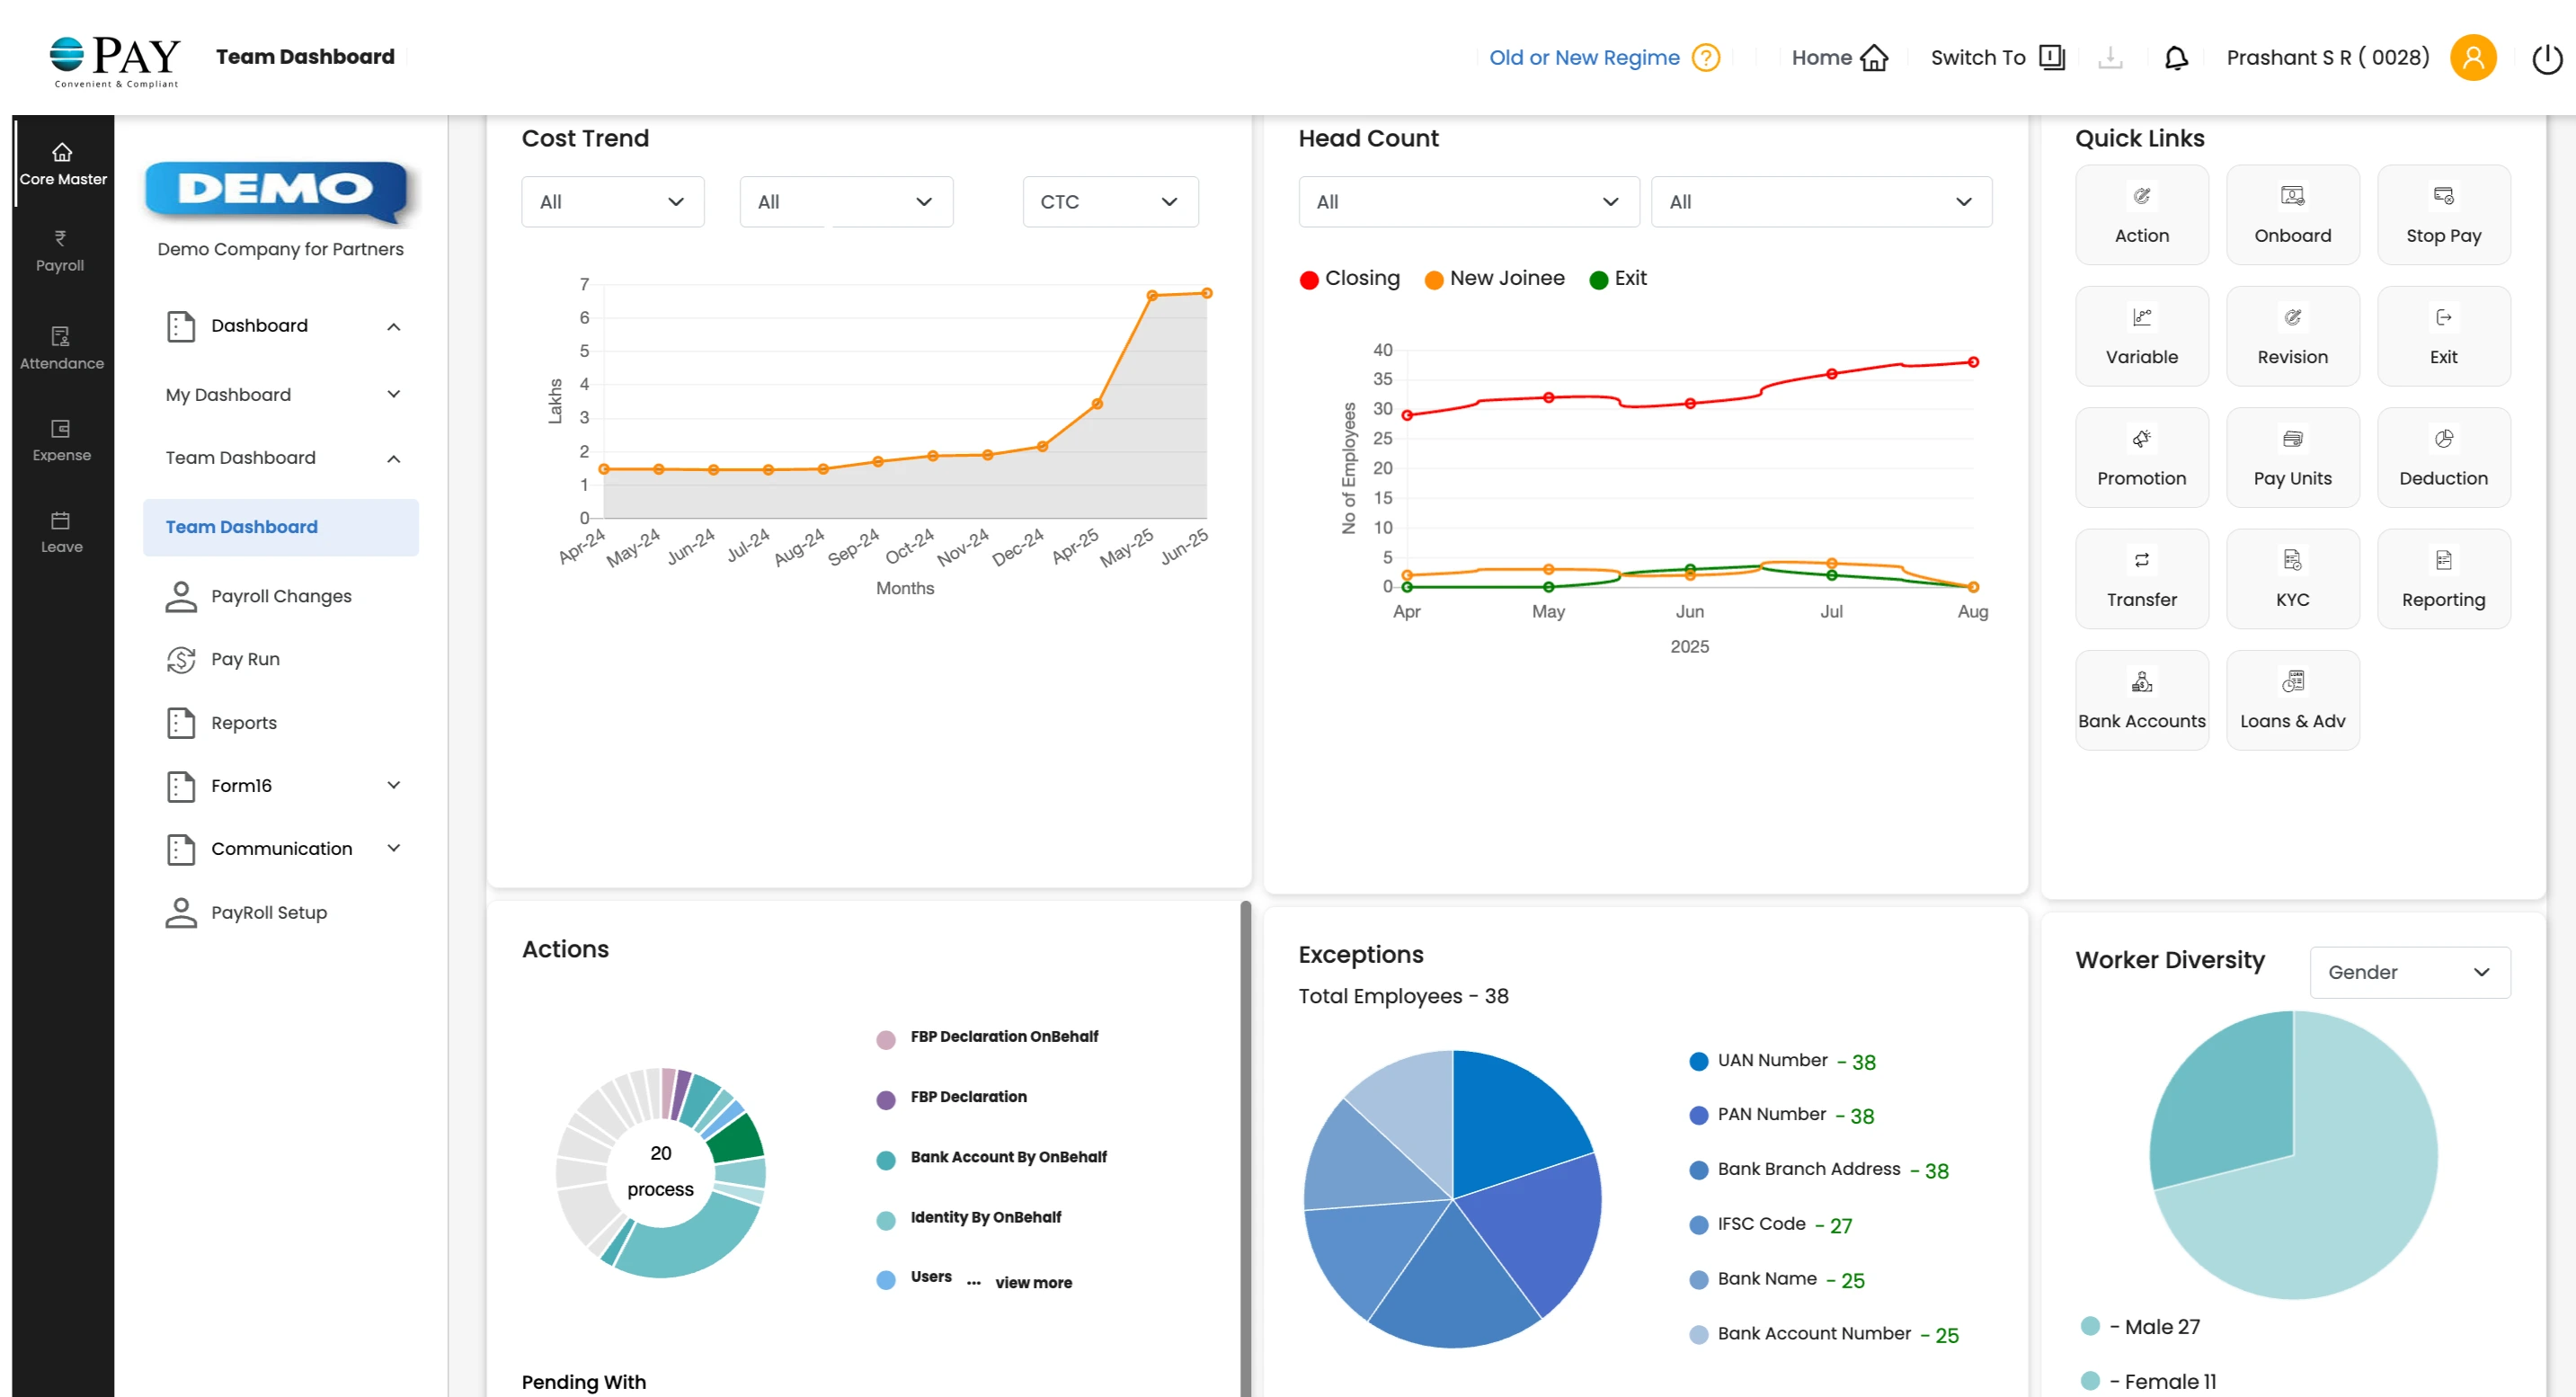 PAY
Convenient & Compliant
Team Dashboard
Old or New Regime
Home
Switch To
Prashant S R ( 0028)
Core Master
Payroll
Attendance
Expense
Leave
DEMO
Demo Company for Partners
Dashboard
My Dashboard
Team Dashboard
Team Dashboard
Payroll Changes
Pay Run
Reports
Form16
Communication
PayRoll Setup
Cost Trend
All
All
CTC
7
6
5
4
3
2
1
0
Lakhs
Apr-24
May-24
Jun-24
Jul-24
Aug-24
Sep-24
Oct-24
Nov-24
Dec-24
Apr-25
May-25
Jun-25
Months
Head Count
All
All
Closing
New Joinee
Exit
40
35
30
25
20
15
10
5
0
No of Employees
Apr
May
Jun
Jul
Aug
2025
Quick Links
Action
Onboard
Stop Pay
Variable
Revision
Exit
Promotion
Pay Units
Deduction
Transfer
KYC
Reporting
Bank Accounts
Loans & Adv
Actions
20
process
FBP Declaration OnBehalf
FBP Declaration
Bank Account By OnBehalf
Identity By OnBehalf
Users ... view more
Pending With
Exceptions
Total Employees - 38
UAN Number - 38
PAN Number - 38
Bank Branch Address - 38
IFSC Code - 27
Bank Name - 25
Bank Account Number - 25
Worker Diversity
Gender
- Male 27
- Female 11